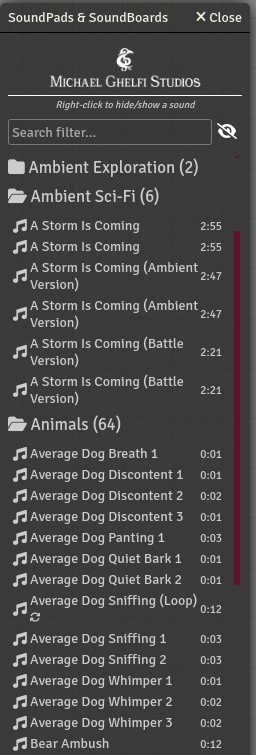 SoundPads & SoundBoards × Close
MICHAEL GHELFI STUDIOS
Right-click to hide/show a sound
Search filter...
Ambient Exploration (2)
Ambient Sci-Fi (6)
A Storm Is Coming 2:55
A Storm Is Coming 2:55
A Storm Is Coming (Ambient
Version) 2:47
A Storm Is Coming (Ambient
Version) 2:47
A Storm Is Coming (Battle
Version) 2:21
A Storm Is Coming (Battle
Version) 2:21
Animals (64)
Average Dog Breath 1 0:01
Average Dog Discontent 1 0:01
Average Dog Discontent 2 0:02
Average Dog Discontent 3 0:01
Average Dog Panting 1 0:03
Average Dog Quiet Bark 1 0:01
Average Dog Quiet Bark 2 0:01
Average Dog Sniffing (Loop) 0:12
Average Dog Sniffing 1 0:03
Average Dog Sniffing 2 0:03
Average Dog Whimper 1 0:01
Average Dog Whimper 2 0:02
Average Dog Whimper 3 0:02
Bear Ambush 0:12